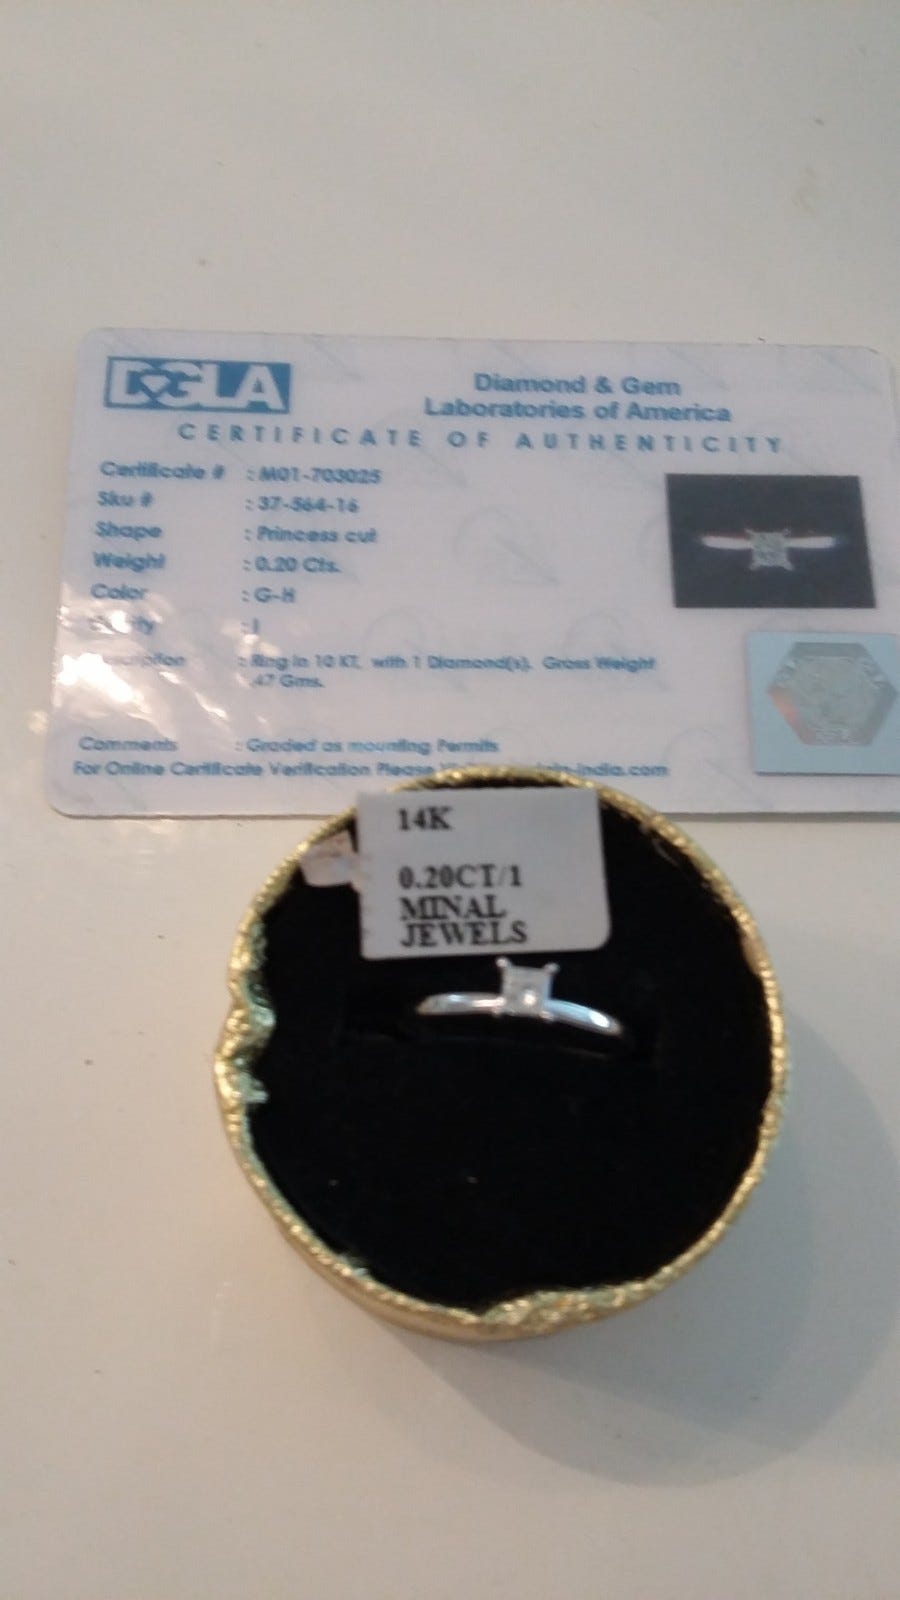 DGLA
Diamond & Gem
Laboratories of America
CERTIFICATE OF AUTHENTICITY
Certificate # : M01-703025
Sku # : 37-564-16
Shape : Princess cut
Weight : 0.20 Cts.
Color : G-H
: I
: Ring in 10 KT, with 1 Diamond(s). Gross Weight
.47 Gms.
Comments : Graded as mounting Permits
For Online Certificate Verification Please
14K
0.20CT/1
MINAL
JEWELS